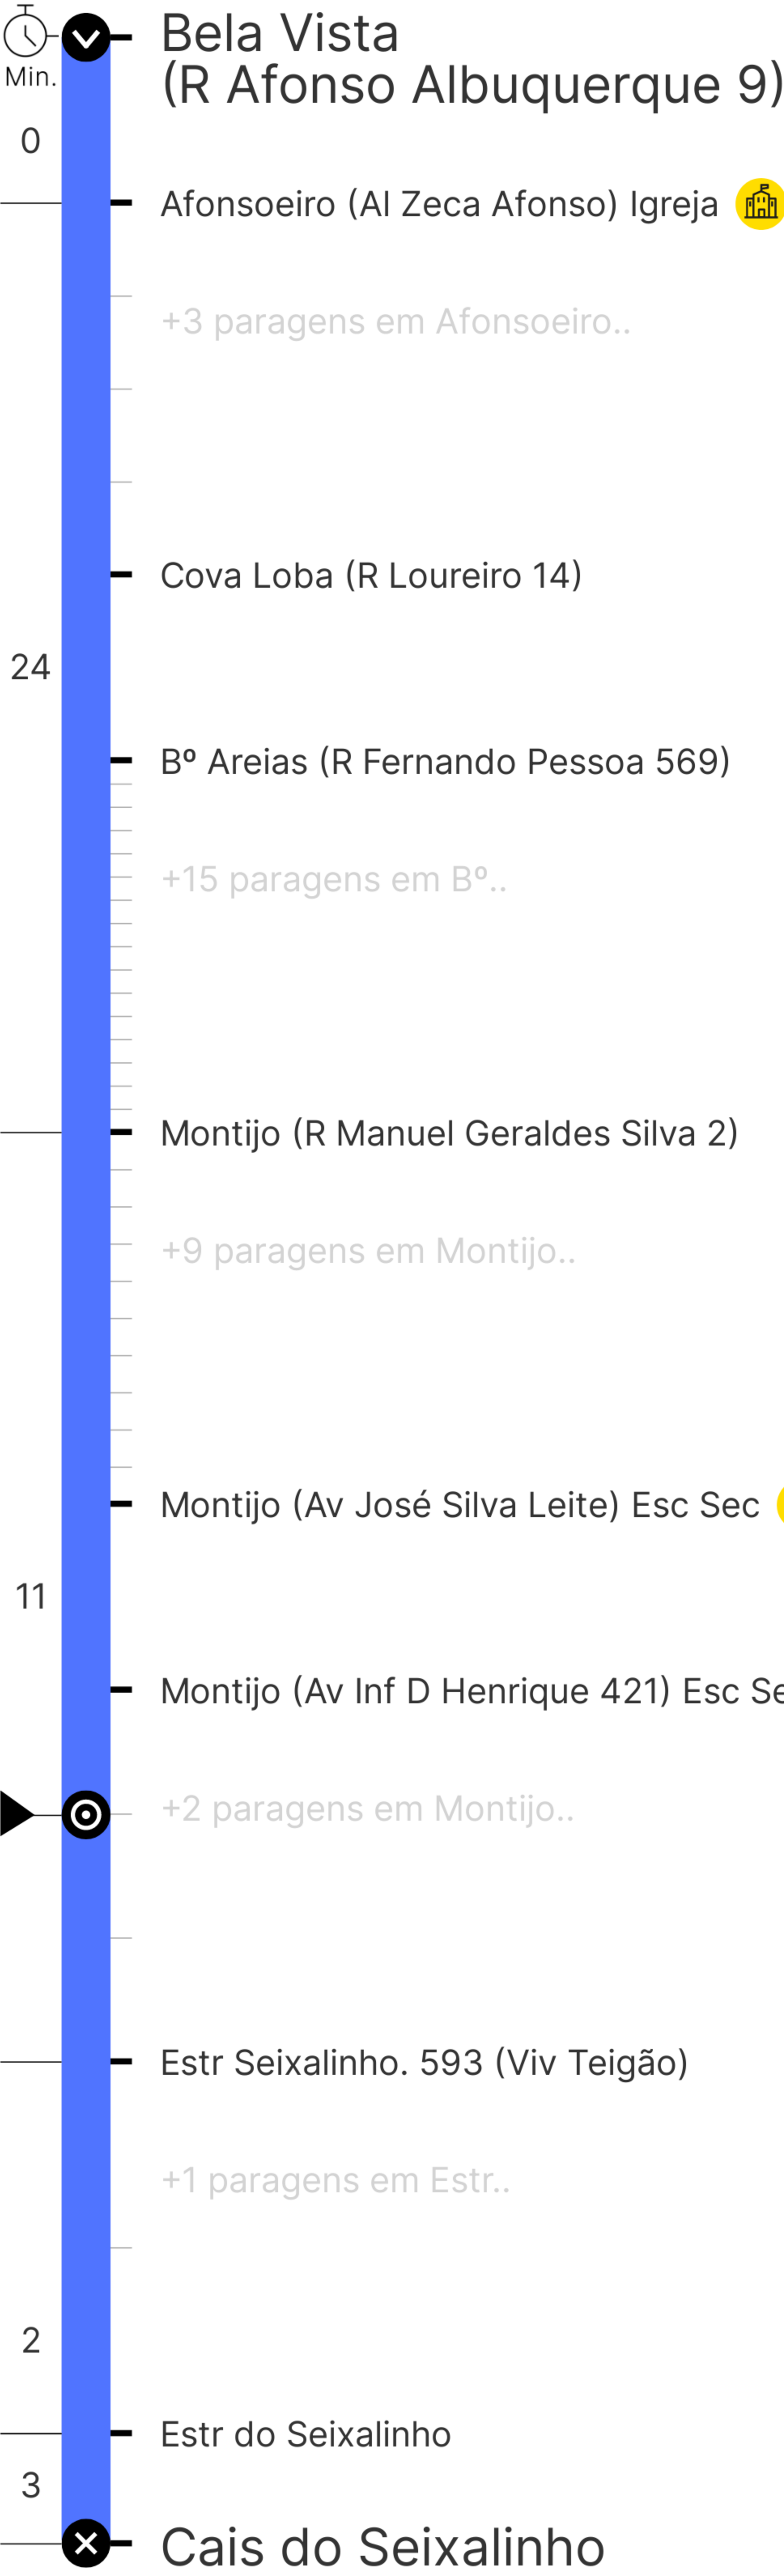 Bela Vista
(R Afonso Albuquerque 9)
Min.
0
Afonsoeiro (Al Zeca Afonso) Igreja
+3 paragens em Afonsoeiro..
Cova Loba (R Loureiro 14)
24
Bº Areias (R Fernando Pessoa 569)
+15 paragens em Bº..
Montijo (R Manuel Geraldes Silva 2)
+9 paragens em Montijo..
Montijo (Av José Silva Leite) Esc Sec
11
Montijo (Av Inf D Henrique 421) Esc Se
+2 paragens em Montijo..
Estr Seixalinho. 593 (Viv Teigão)
+1 paragens em Estr..
2
Estr do Seixalinho
3
Cais do Seixalinho